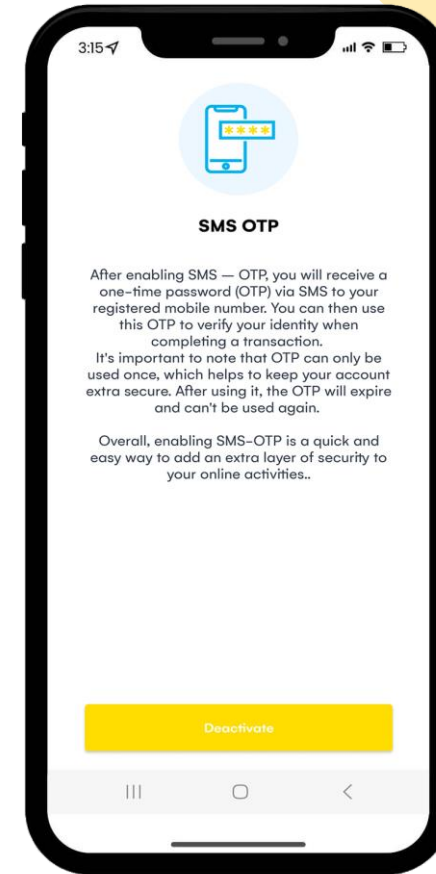 3:15
****
SMS OTP
After enabling SMS – OTP, you will receive a
one-time password (OTP) via SMS to your
registered mobile number. You can then use
this OTP to verify your identity when
completing a transaction.
It's important to note that OTP can only be
used once, which helps to keep your account
extra secure. After using it, the OTP will expire
and can't be used again.
Overall, enabling SMS-OTP is a quick and
easy way to add an extra layer of security to
your online activities..
Deactivate